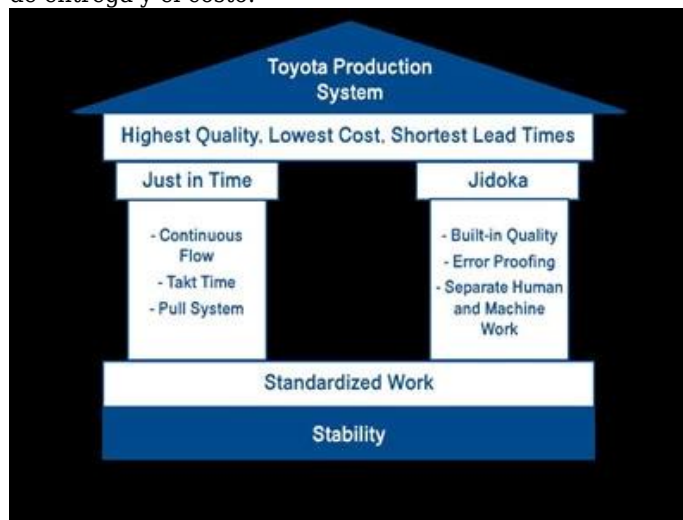 de entrega y el costo.
Toyota Production
System
Highest Quality, Lowest Cost, Shortest Lead Times
Just in Time
Jidoka
- Continuous
Flow
- Takt Time
- Pull System
- Built-in Quality
- Error Proofing
- Separate Human
and Machine
Work
Standardized Work
Stability